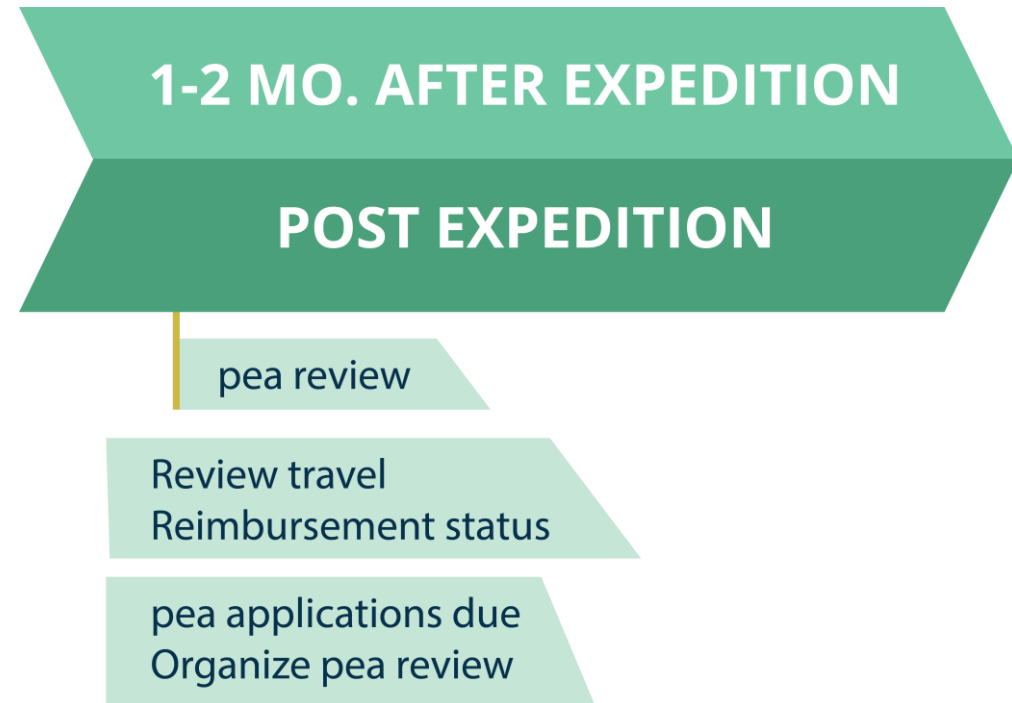 1-2 MO. AFTER EXPEDITION
POST EXPEDITION
pea review
Review travel
Reimbursement status
pea applications due
Organize pea review